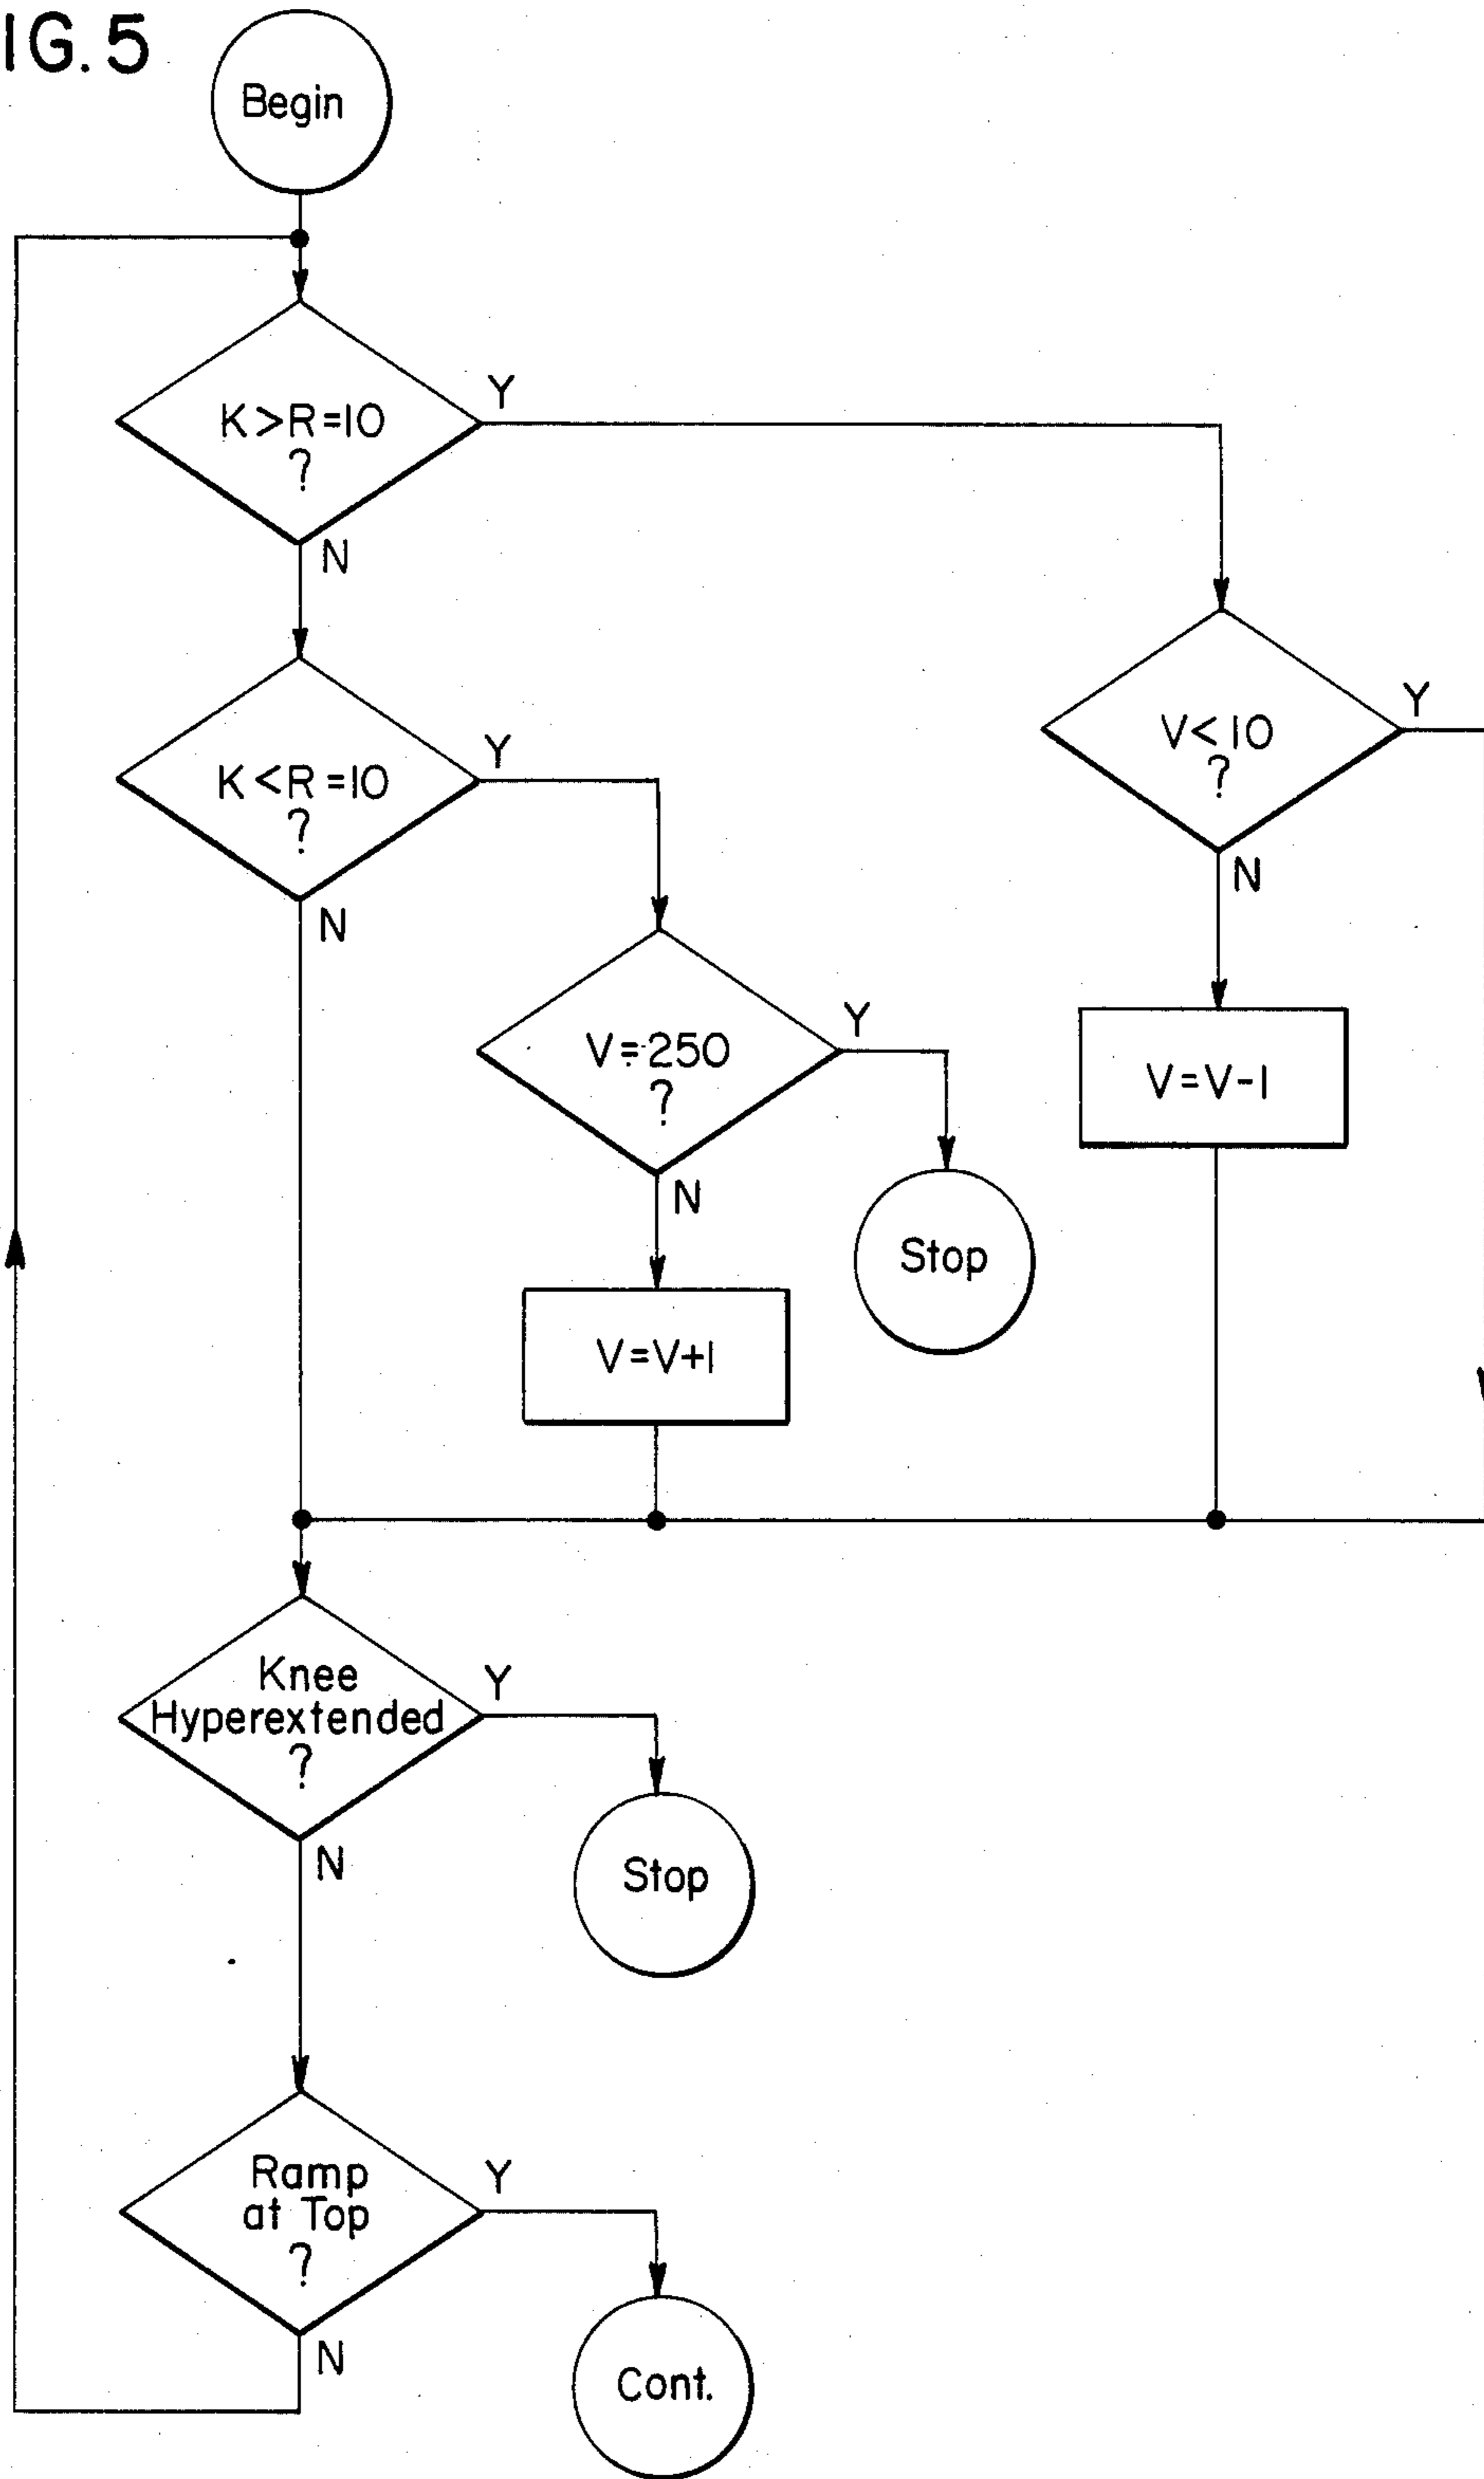 IG. 5
Begin
K>R=10
?
Y
N
K<R=10
?
Y
N
V<10
?
Y
N
V=250
?
Y
N
V=V-1
Stop
V=V+1
Knee
Hyperextended
?
Y
N
Stop
Ramp
at Top
?
Y
N
Cont.